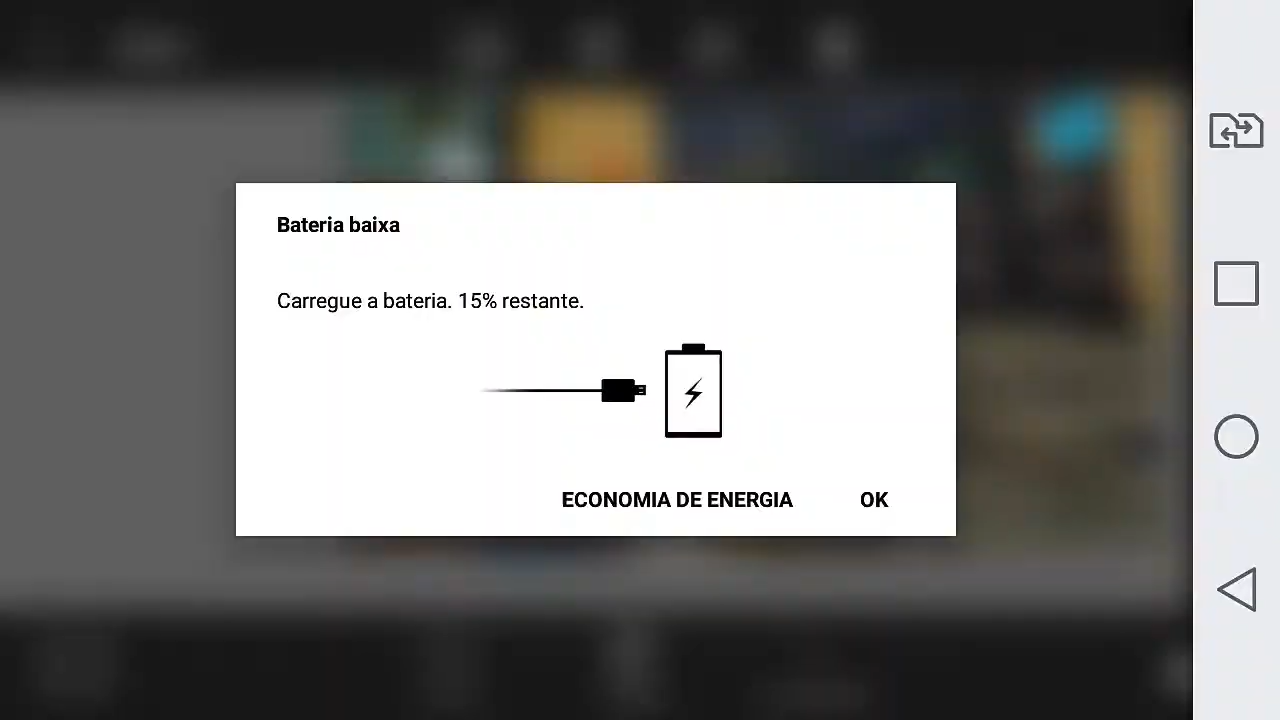 Bateria baixa
Carregue a bateria. 15% restante.
ECONOMIA DE ENERGIA OK